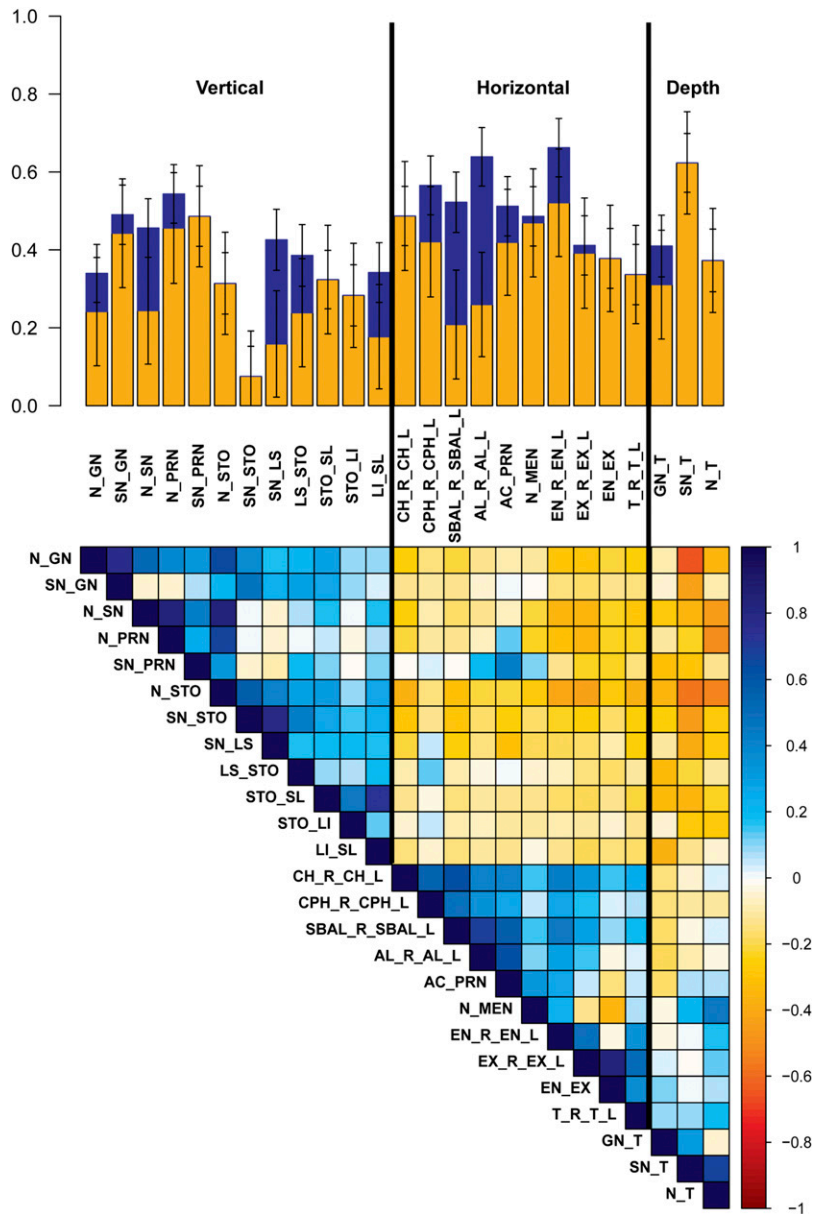 1.0
0.8
0.6
0.4
0.2
0.0
Vertical
Horizontal
Depth
N_GN
SN_GN
N_SN
N_PRN
SN_PRN
N_STO
SN_STO
SN_LS
LS_STO
STO_SL
STO_LI
LI_SL
CH_R_CH_L
CPH_R_CPH_L
SBAL_R_SBAL_L
AL_R_AL_L
AC_PRN
N_MEN
EN_R_EN_L
EX_R_EX_L
EN_EX
T_R_T_L
GN_T
SN_T
N_T
N_GN
SN_GN
N_SN
N_PRN
SN_PRN
N_STO
SN_STO
SN_LS
LS_STO
STO_SL
STO_LI
LI_SL
CH_R_CH_L
CPH_R_CPH_L
SBAL_R_SBAL_L
AL_R_AL_L
AC_PRN
N_MEN
EN_R_EN_L
EX_R_EX_L
EN_EX
T_R_T_L
GN_T
SN_T
N_T
1
0.8
0.6
0.4
0.2
0
−0.2
−0.4
−0.6
−0.8
−1